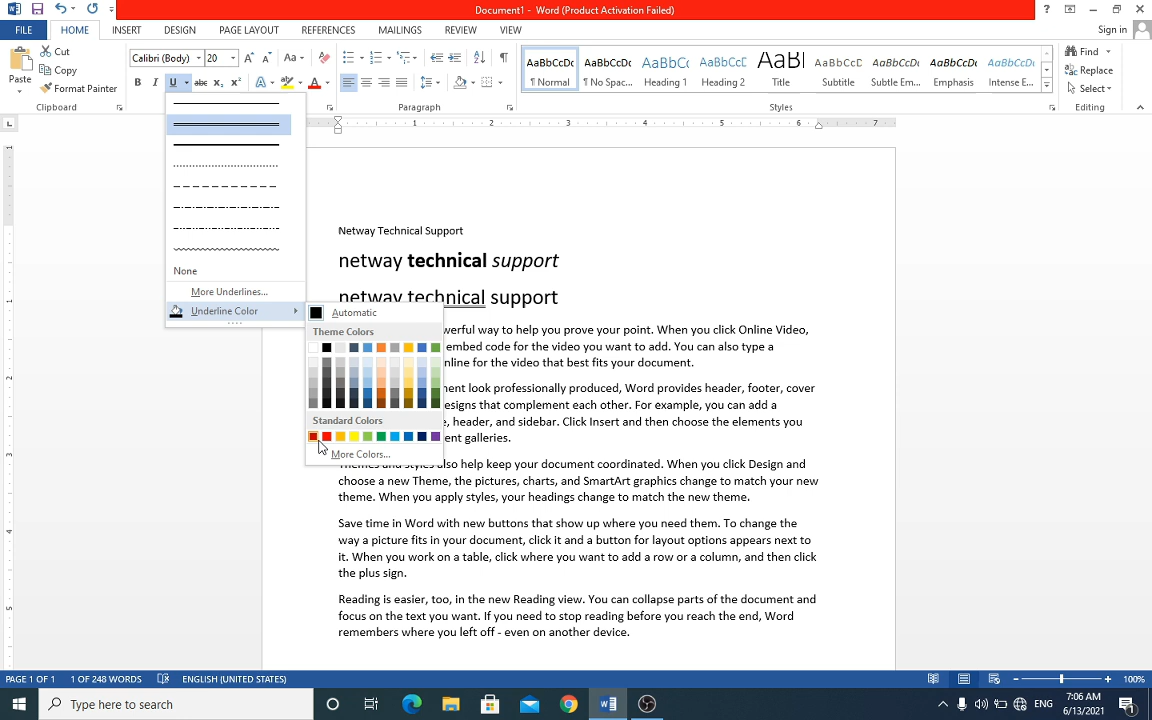 Document1 - Word (Product Activation Failed)
Sign in
FILE HOME INSERT DESIGN PAGE LAYOUT REFERENCES MAILINGS REVIEW VIEW
Paste
Cut
Copy
Format Painter
Clipboard
Calibri (Body) 20
Paragraph
AaBbCcDc ¶ Normal
AaBbCcDc ¶ No Spac...
AaBbCc Heading 1
AaBbCcE Heading 2
AaBl Title
AaBbCcD Subtitle
AaBbCcDc Subtle Em...
AaBbCcDc Emphasis
AaBbCcDc Intense E...
Styles
Find
Replace
Select
Editing
None
More Underlines...
Underline Color
Automatic
Theme Colors
Standard Colors
More Colors...
Netway Technical Support
netway technical support
netway technical support
werful way to help you prove your point. When you click Online Video,
embed code for the video you want to add. You can also type a
nline for the video that best fits your document.
ment look professionally produced, Word provides header, footer, cover
esigns that complement each other. For example, you can add a
e, header, and sidebar. Click Insert and then choose the elements you
ent galleries.
Themes and styles also help keep your document coordinated. When you click Design and
choose a new Theme, the pictures, charts, and SmartArt graphics change to match your new
theme. When you apply styles, your headings change to match the new theme.
Save time in Word with new buttons that show up where you need them. To change the
way a picture fits in your document, click it and a button for layout options appears next to
it. When you work on a table, click where you want to add a row or a column, and then click
the plus sign.
Reading is easier, too, in the new Reading view. You can collapse parts of the document and
focus on the text you want. If you need to stop reading before you reach the end, Word
remembers where you left off - even on another device.
PAGE 1 OF 1 1 OF 248 WORDS ENGLISH (UNITED STATES) 100%
Type here to search
ENG
7:06 AM
6/13/2021